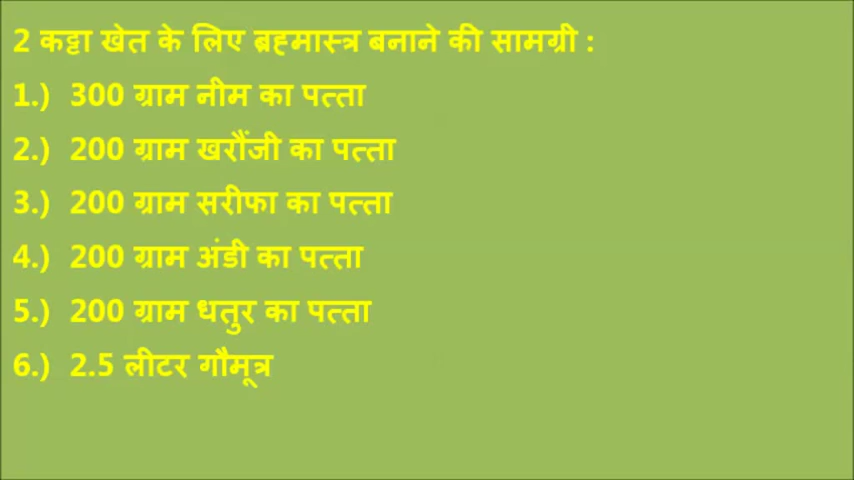 2 कट्ठा खेत के लिए ब्रह्मास्त्र बनाने की सामग्री :
1.) 300 ग्राम नीम का पत्ता
2.) 200 ग्राम खरौंजी का पत्ता
3.) 200 ग्राम सरीफा का पत्ता
4.) 200 ग्राम अंडी का पत्ता
5.) 200 ग्राम धतुर का पत्ता
6.) 2.5 लीटर गौमूत्र